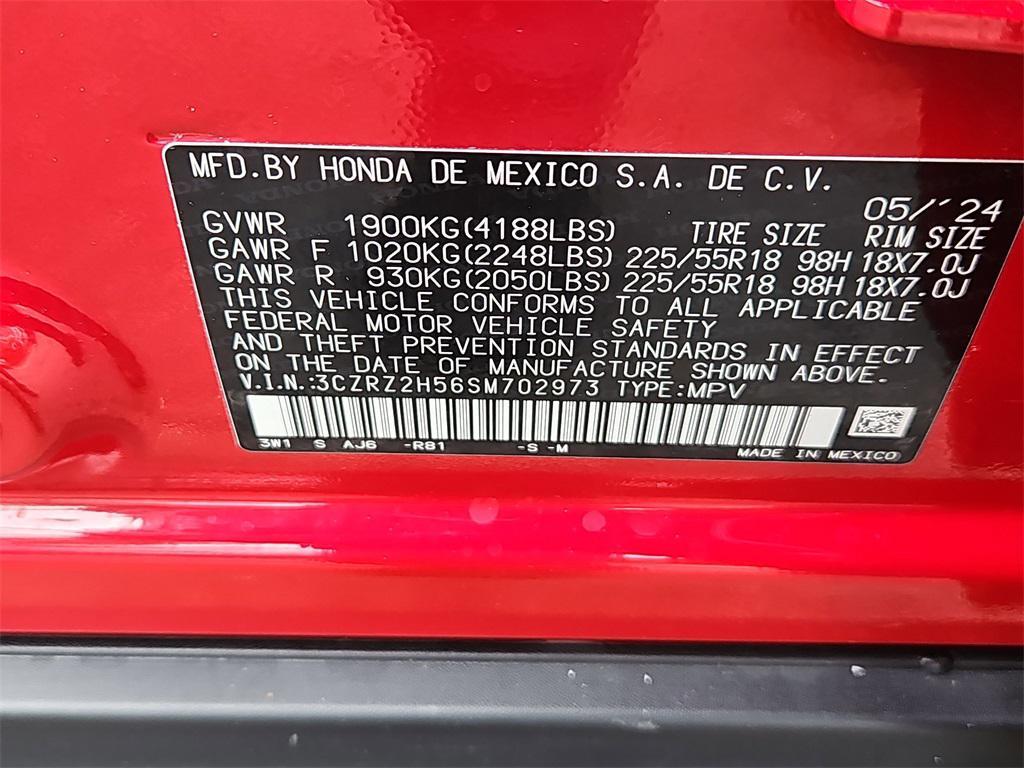 MFD.BY HONDA DE MEXICO S.A. DE C.V.
05/'24
GVWR 1900KG(4188LBS) TIRE SIZE RIM SIZE
GAWR F 1020KG(2248LBS) 225/55R18 98H 18X7.0J
GAWR R 930KG(2050LBS) 225/55R18 98H 18X7.0J
THIS VEHICLE CONFORMS TO ALL APPLICABLE
FEDERAL MOTOR VEHICLE SAFETY
AND THEFT PREVENTION STANDARDS IN EFFECT
ON THE DATE OF MANUFACTURE SHOWN ABOVE.
V.I.N.:3CZRZ2H56SM702973 TYPE:MPV
3W1 S AJ6 -R81 -S -M
MADE IN MEXICO